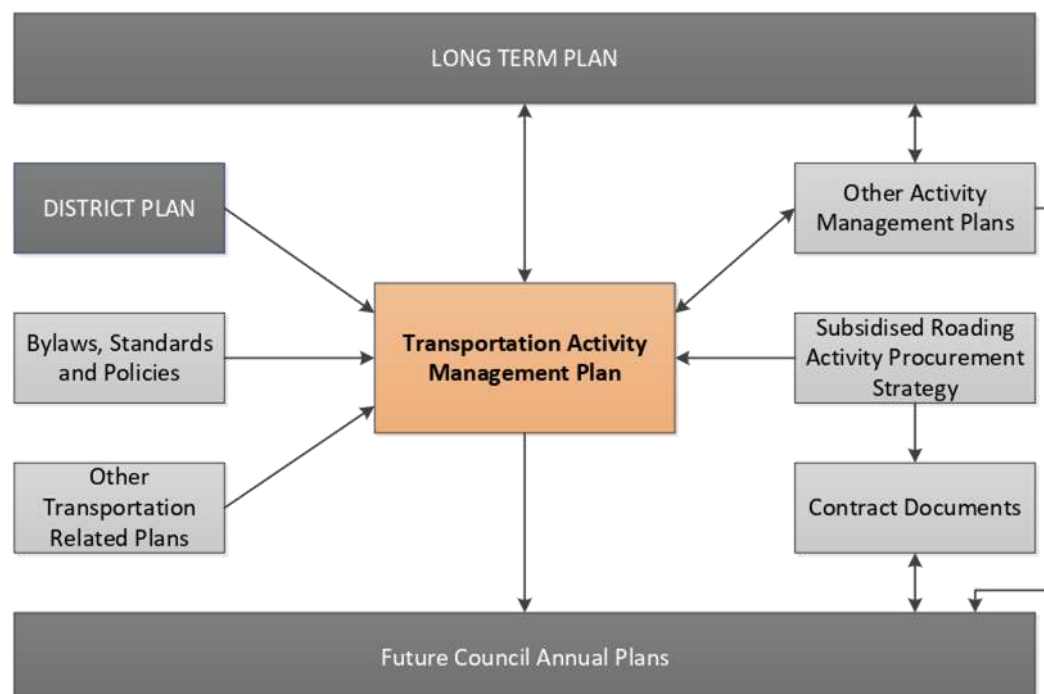 LONG TERM PLAN
DISTRICT PLAN
Other Activity
Management Plans
Bylaws, Standards
and Policies
Transportation Activity
Management Plan
Subsidised Roading
Activity Procurement
Strategy
Other
Transportation
Related Plans
Contract Documents
Future Council Annual Plans